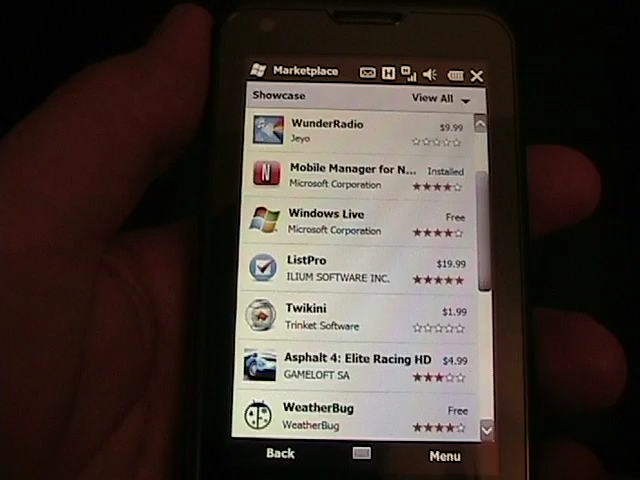 Marketplace
Showcase View All
WunderRadio $9.99
Jeyo
Mobile Manager for N... Installed
Microsoft Corporation
Windows Live Free
Microsoft Corporation
ListPro $19.99
ILIUM SOFTWARE INC.
Twikini $1.99
Trinket Software
Asphalt 4: Elite Racing HD $4.99
GAMELOFT SA
WeatherBug Free
WeatherBug
Back Menu